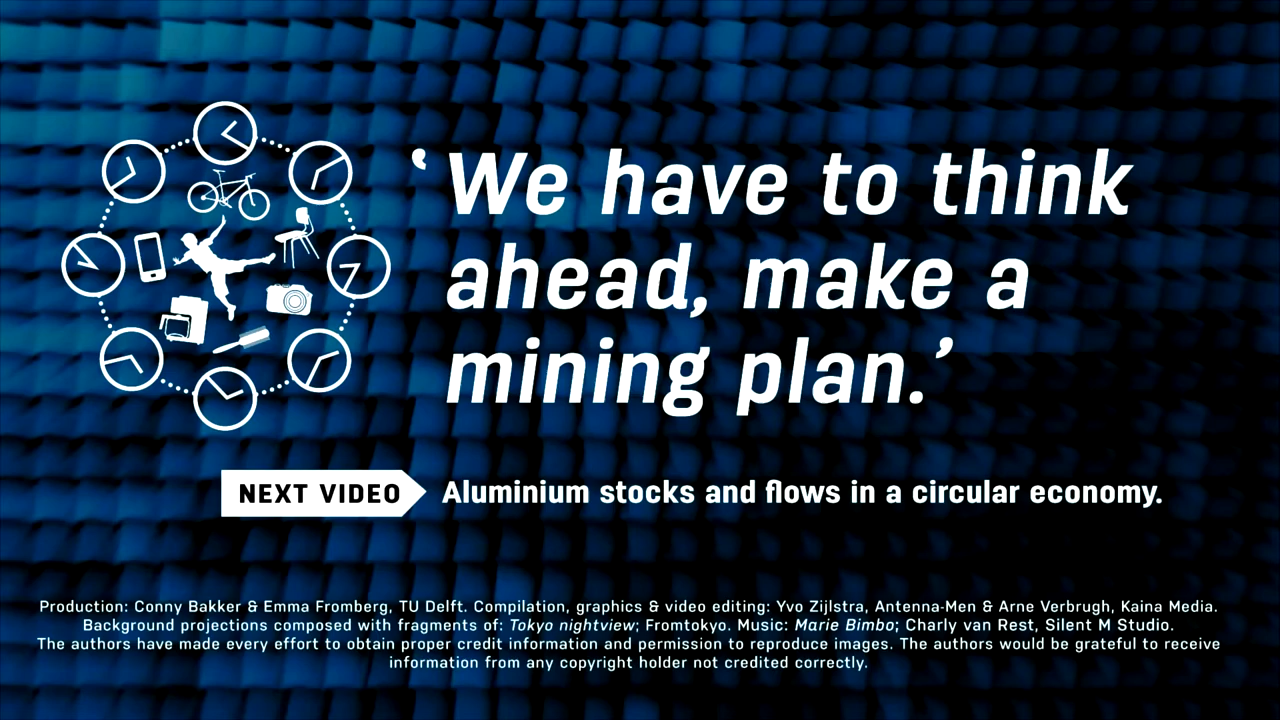 ‘We have to think
ahead, make a
mining plan.’
NEXT VIDEO
Aluminium stocks and flows in a circular economy.
Production: Conny Bakker & Emma Fromberg, TU Delft. Compilation, graphics & video editing: Yvo Zijlstra, Antenna-Men & Arne Verbrugh, Kaina Media.
Background projections composed with fragments of: Tokyo nightview; Fromtokyo. Music: Marie Bimbo; Charly van Rest, Silent M Studio.
The authors have made every effort to obtain proper credit information and permission to reproduce images. The authors would be grateful to receive
information from any copyright holder not credited correctly.